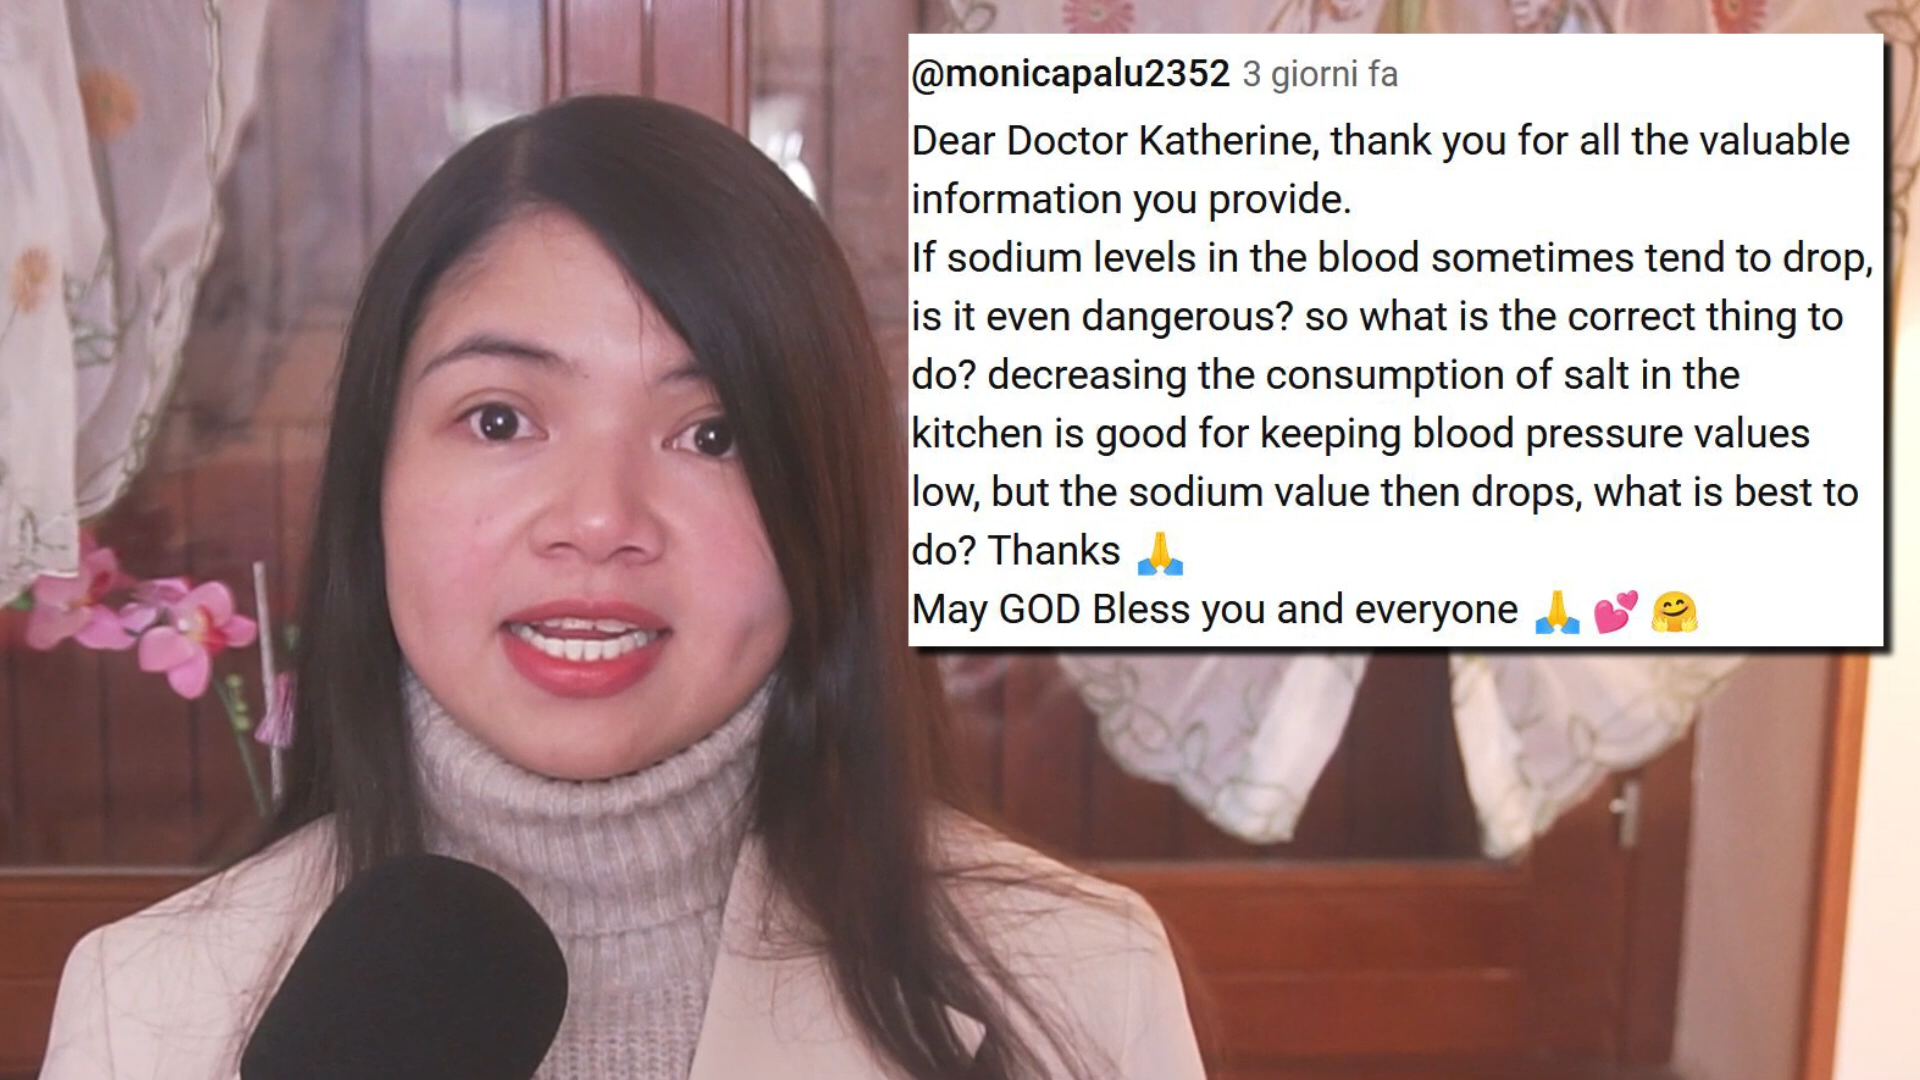 @monicapalu2352 3 giorni fa
Dear Doctor Katherine, thank you for all the valuable
information you provide.
If sodium levels in the blood sometimes tend to drop,
is it even dangerous? so what is the correct thing to
do? decreasing the consumption of salt in the
kitchen is good for keeping blood pressure values
low, but the sodium value then drops, what is best to
do? Thanks 🙏
May GOD Bless you and everyone 🙏 💕 🤗